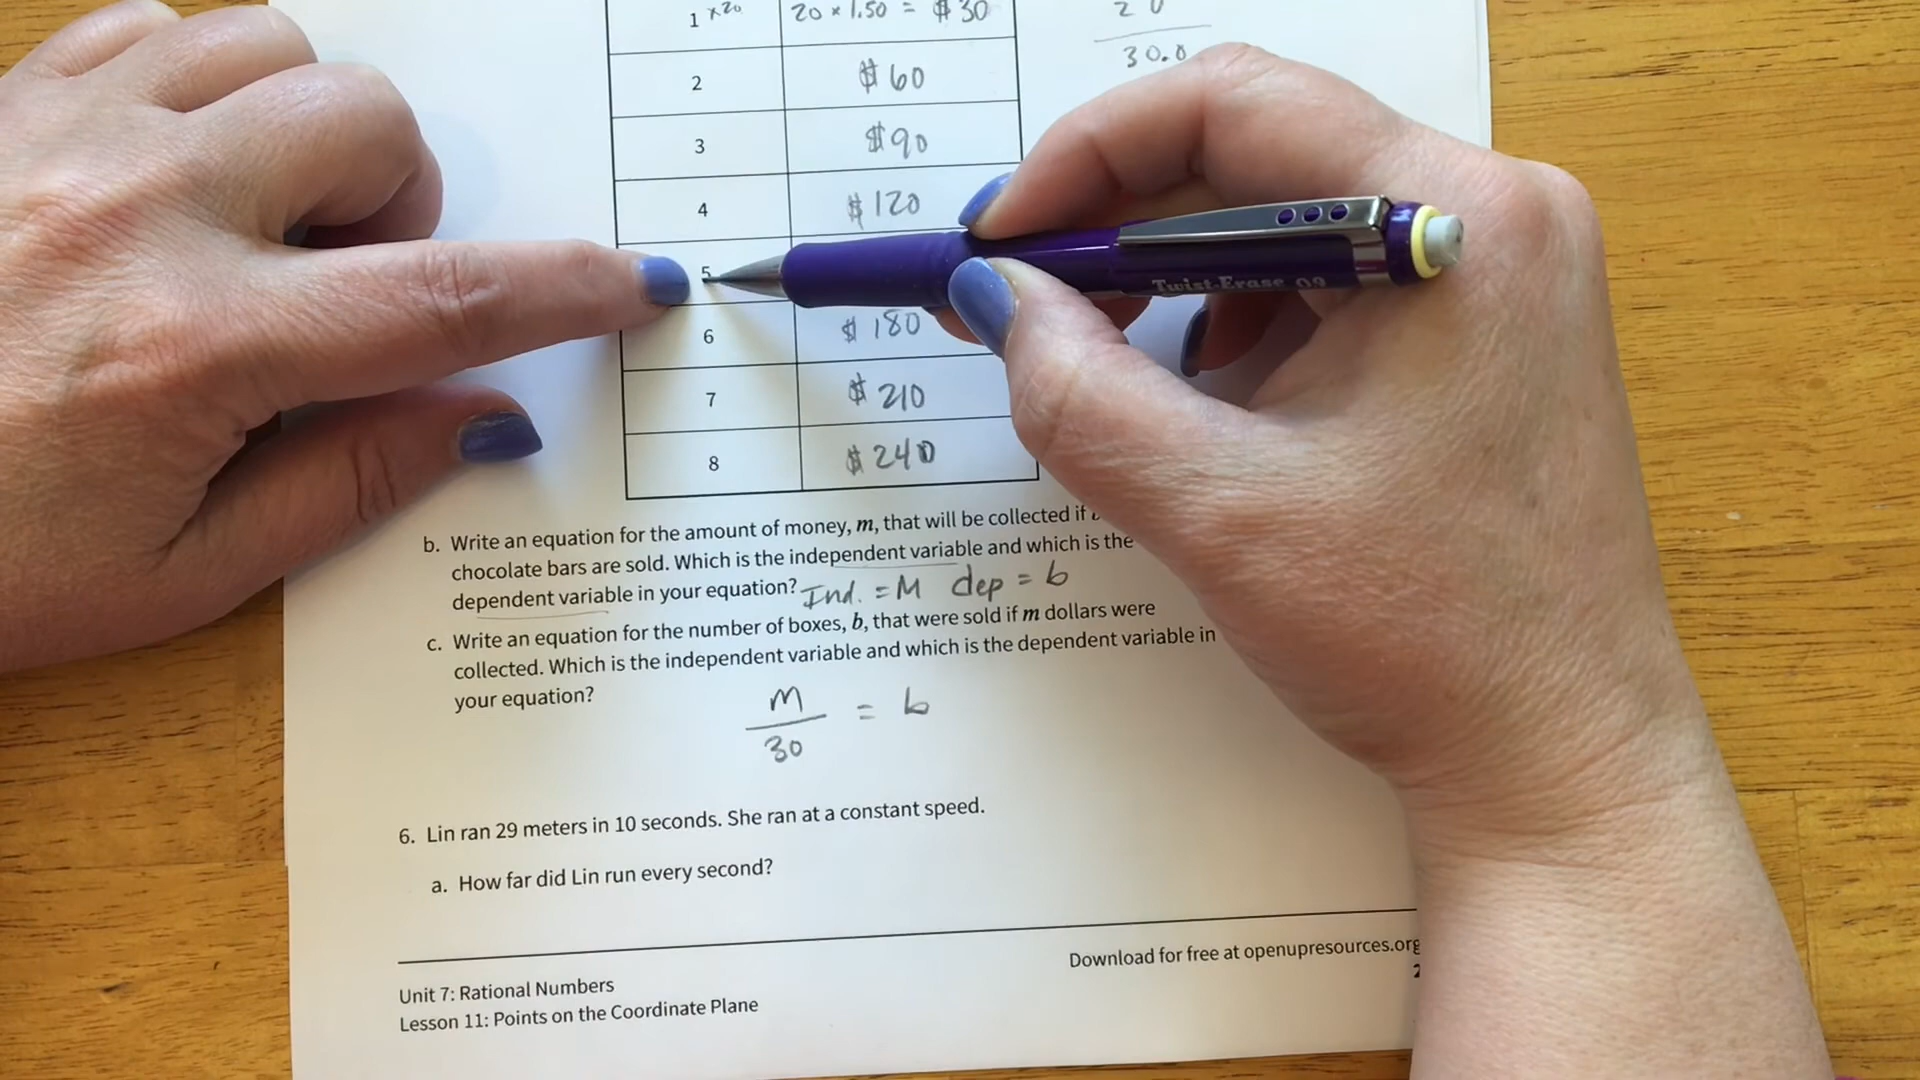 1 x20 20 × 1.50 = $30
20
30.0
2 $60
3 $90
4 $120
5
6 $180
7 $210
8 $240
Twist-Erase 0.9
b. Write an equation for the amount of money, m, that will be collected if
chocolate bars are sold. Which is the independent variable and which is the
dependent variable in your equation? Ind. = M dep = b
c. Write an equation for the number of boxes, b, that were sold if m dollars were
collected. Which is the independent variable and which is the dependent variable in
your equation?
m
30
= b
6. Lin ran 29 meters in 10 seconds. She ran at a constant speed.
a. How far did Lin run every second?
Download for free at openupresources.org
Unit 7: Rational Numbers
Lesson 11: Points on the Coordinate Plane